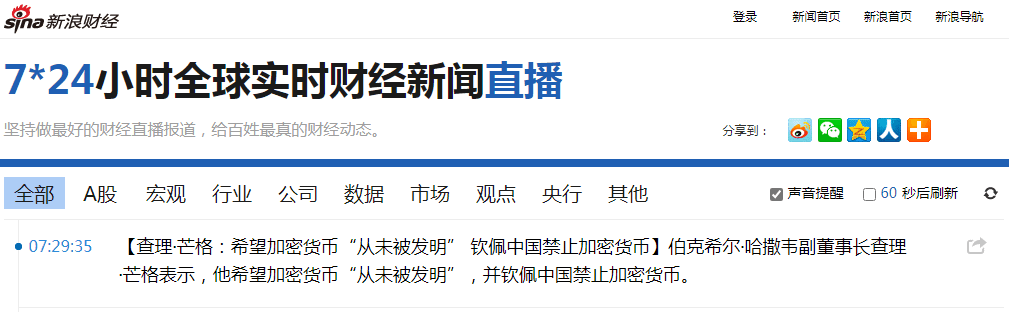 sina新浪财经
登录 新闻首页 新浪首页 新浪导航
7*24小时全球实时财经新闻直播
坚持做最好的财经直播报道，给百姓最真的财经动态。
分享到：
全部 A股 宏观 行业 公司 数据 市场 观点 央行 其他
声音提醒 60 秒后刷新
07:29:35 【查理·芒格：希望加密货币“从未被发明” 钦佩中国禁止加密货币】伯克希尔·哈撒韦副董事长查理
·芒格表示，他希望加密货币“从未被发明”，并钦佩中国禁止加密货币。